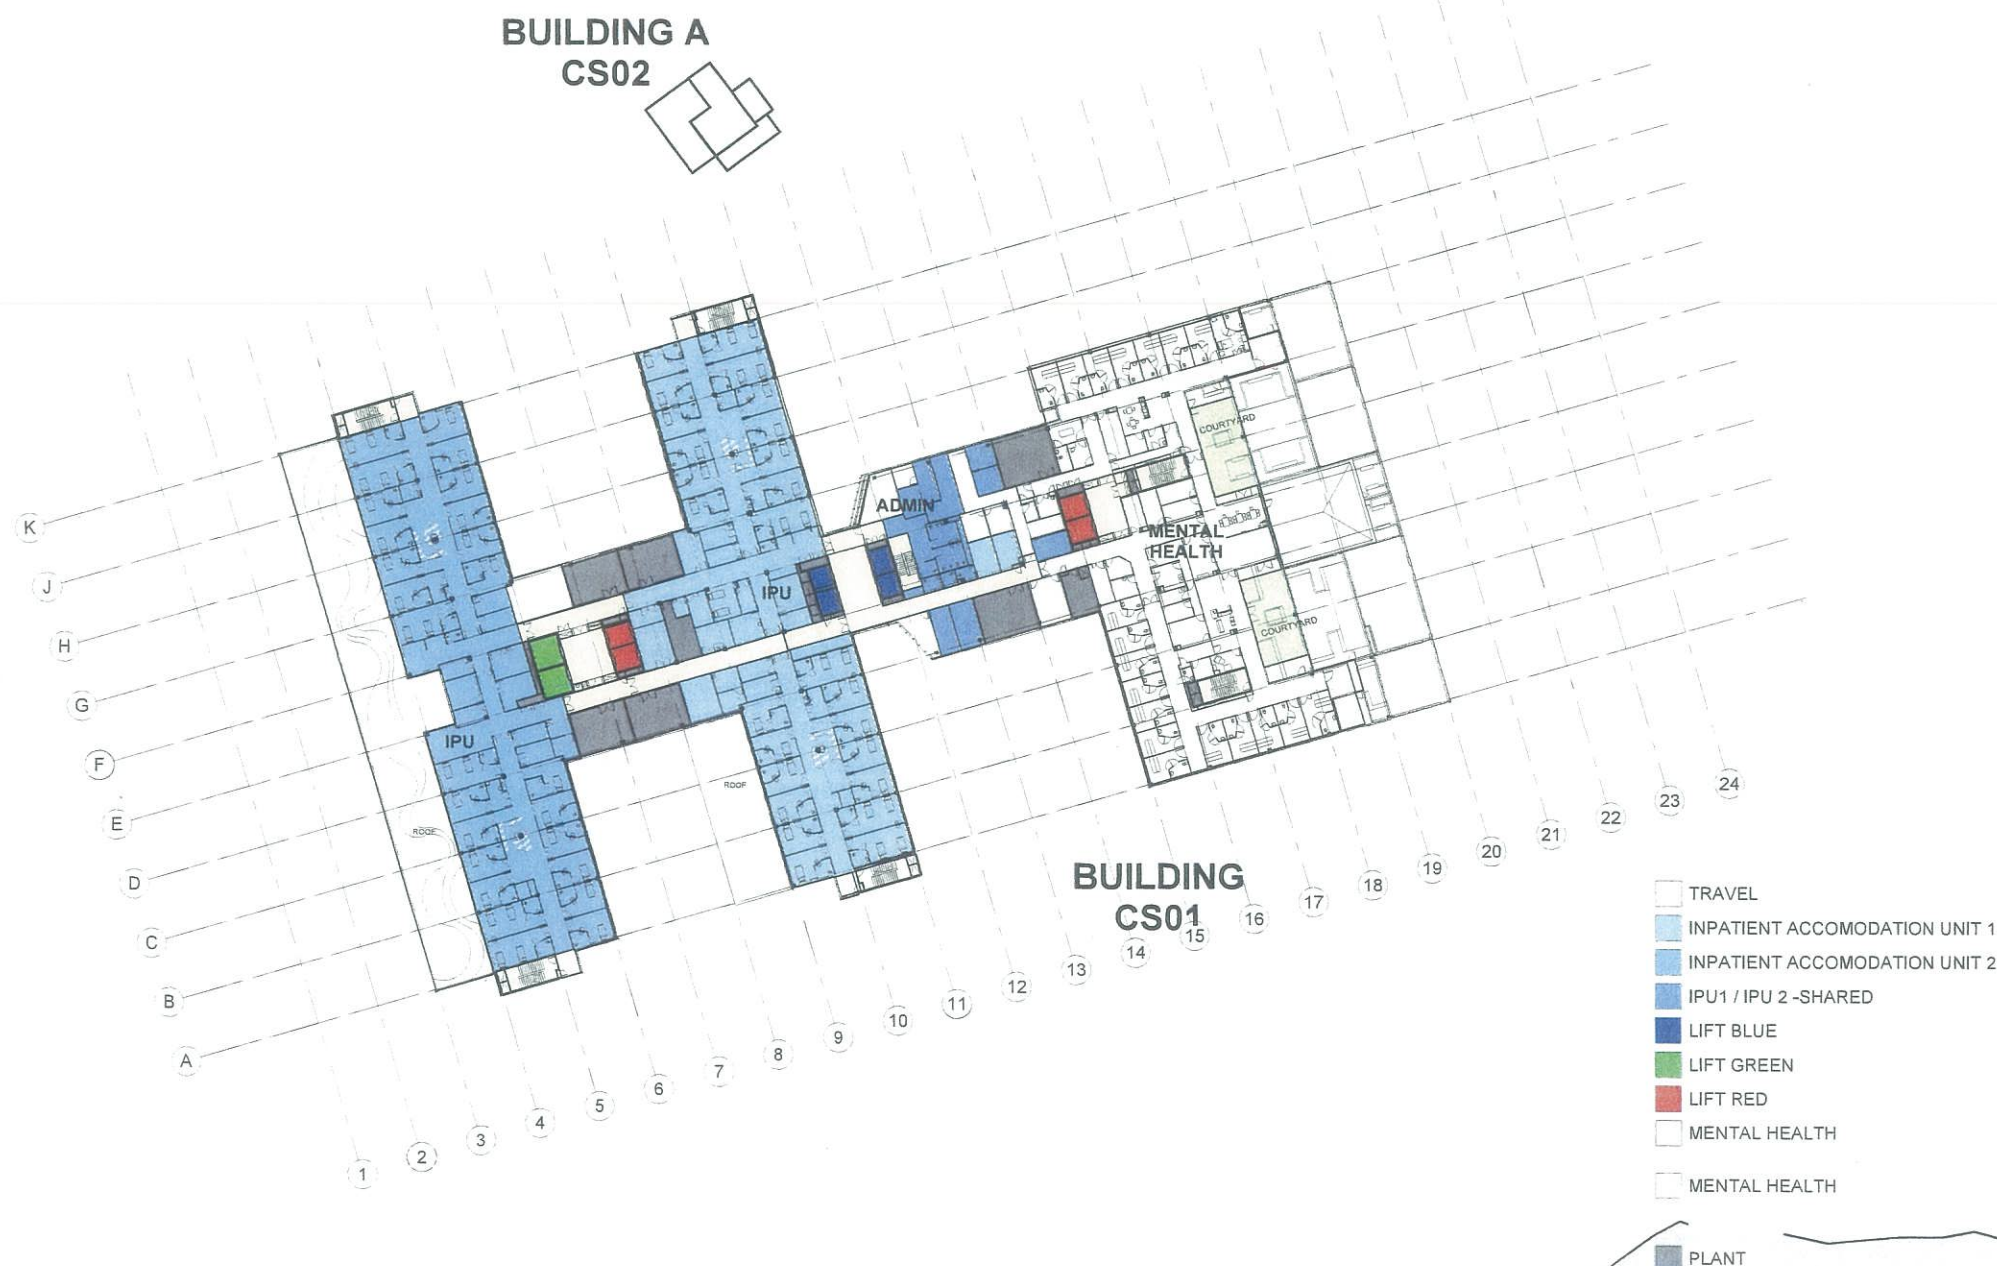 BUILDING A
CS02
K
J
H
G
F
E
D
C
B
A
COURTYARD
ADMIN
MENTAL
HEALTH
IPU
COURTYARD
IPU
ROOF
ROOF
BUILDING
CS01
1
2
3
4
5
6
7
8
9
10
11
12
13
14
15
16
17
18
19
20
21
22
23
24
TRAVEL
INPATIENT ACCOMODATION UNIT 1
INPATIENT ACCOMODATION UNIT 2
IPU1 / IPU 2 -SHARED
LIFT BLUE
LIFT GREEN
LIFT RED
MENTAL HEALTH
MENTAL HEALTH
PLANT